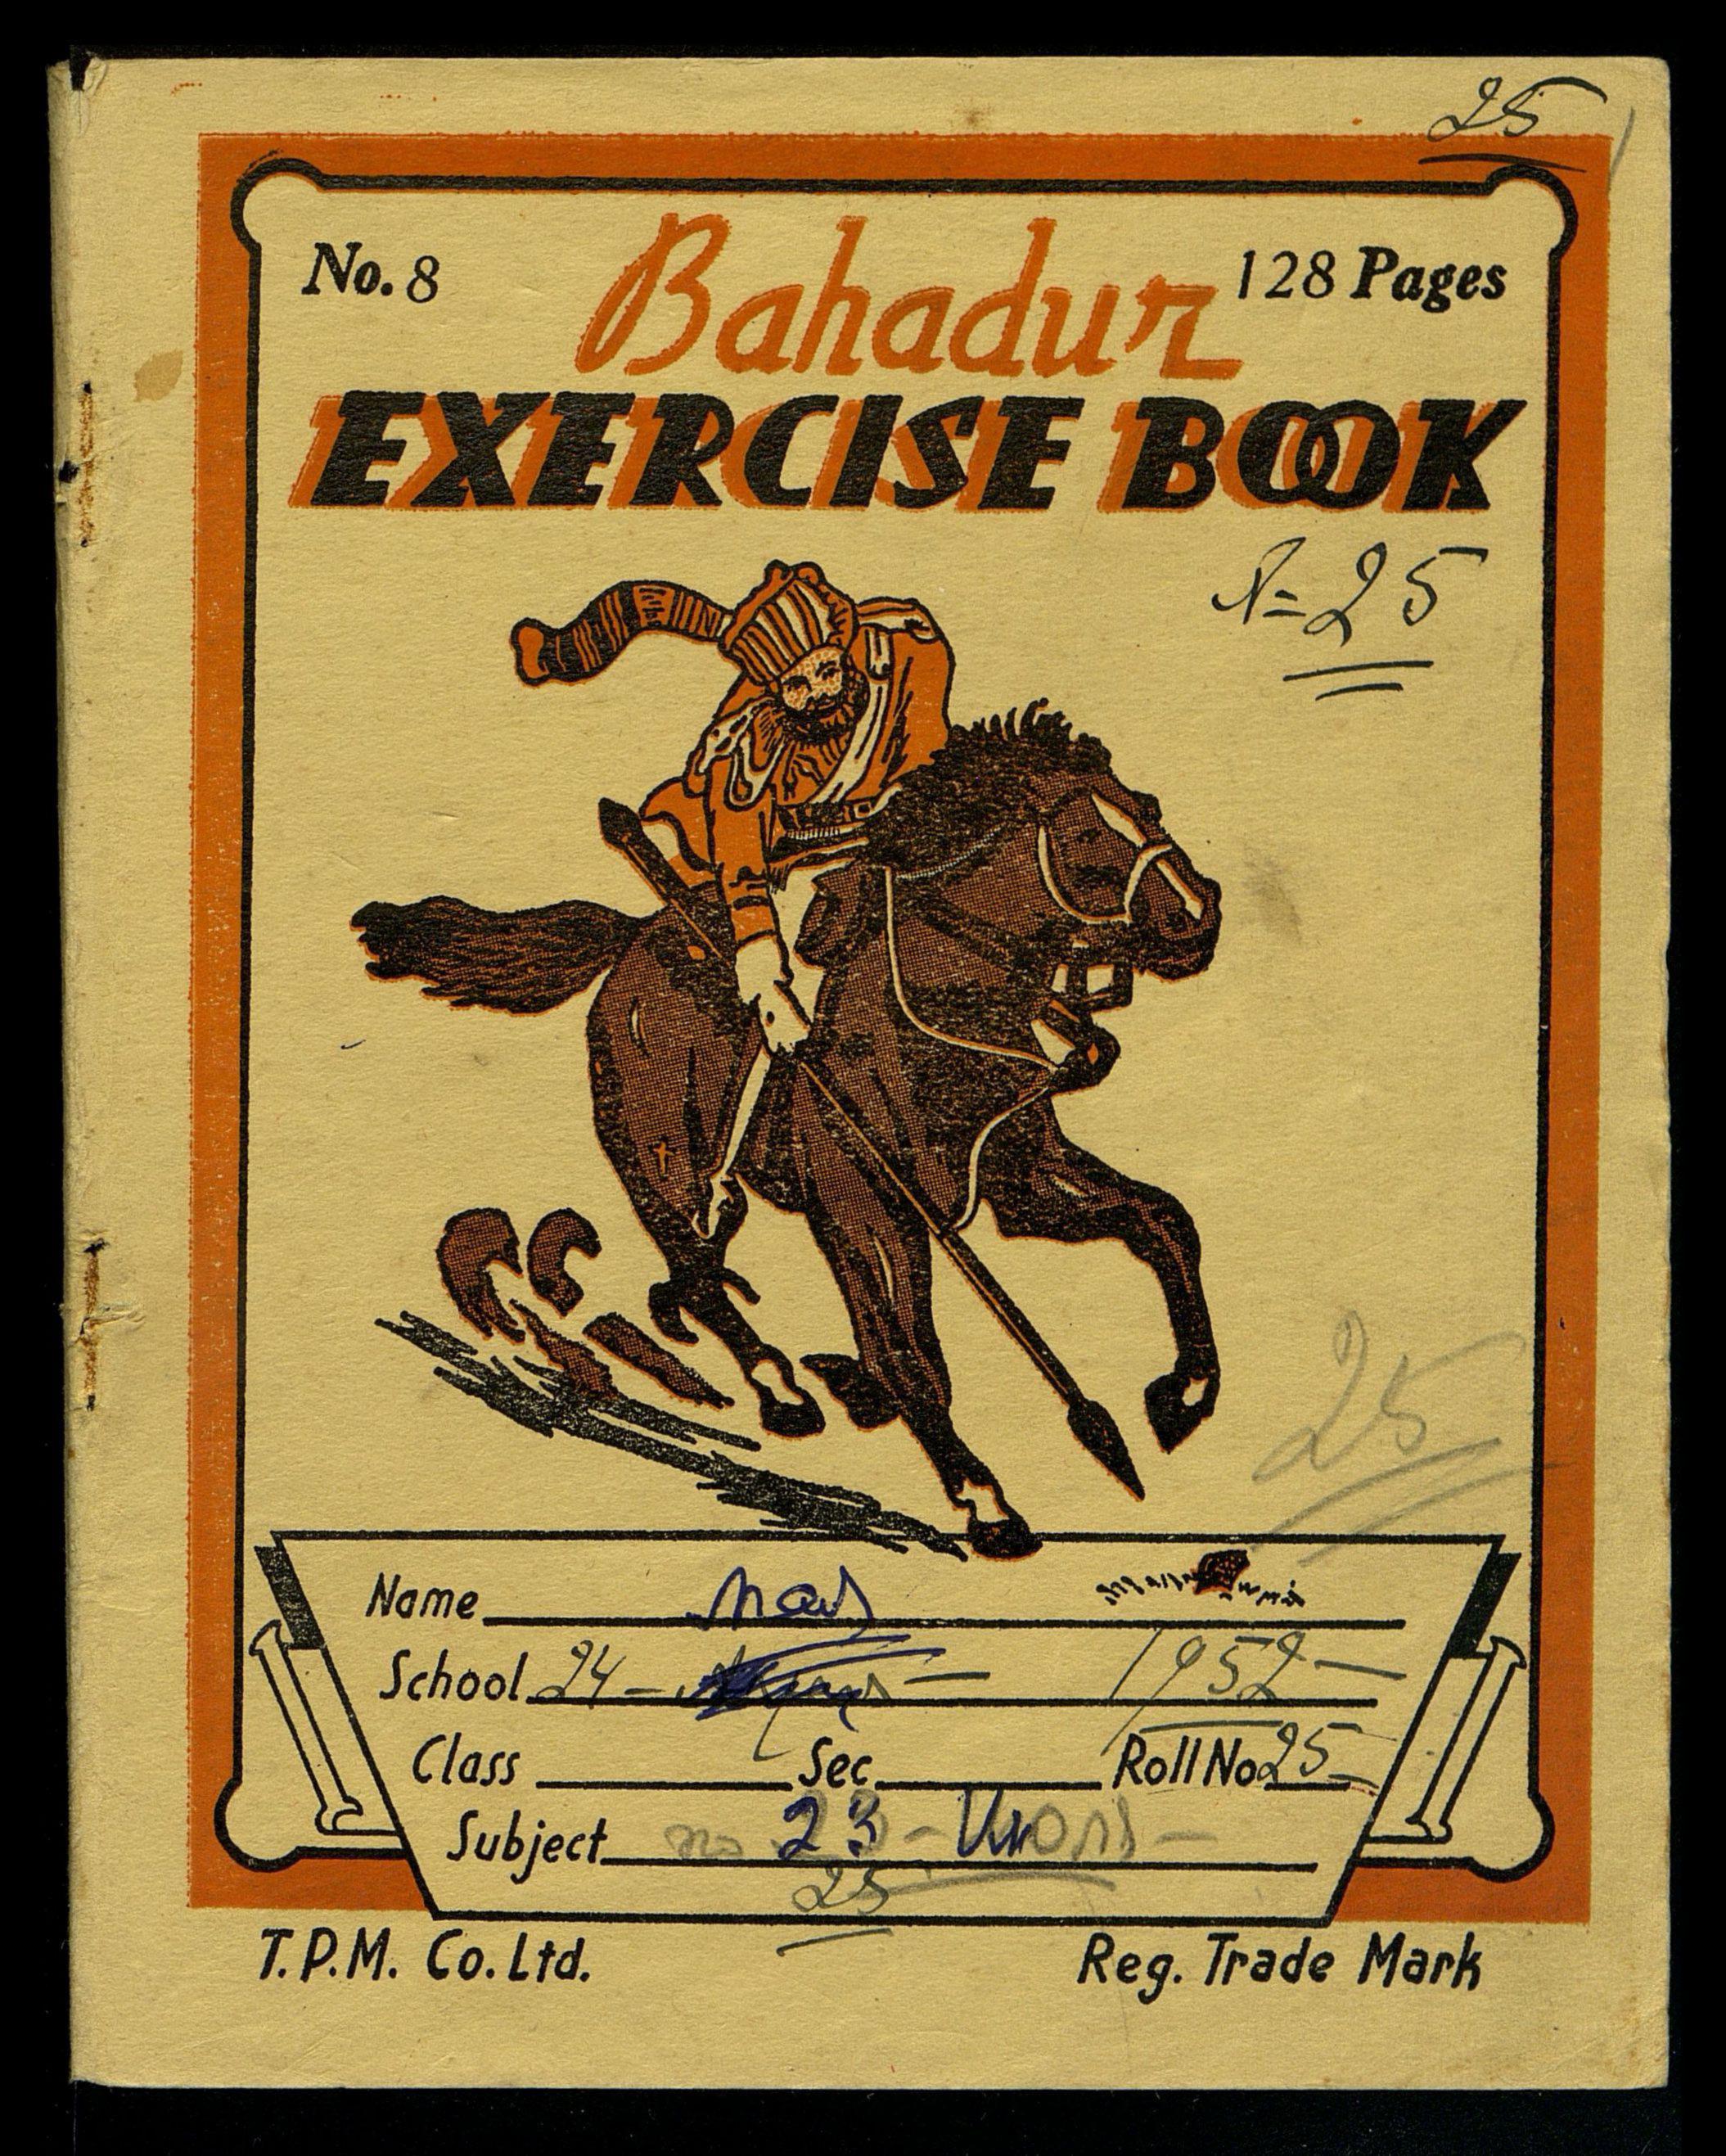 25
No. 8
Bahadur
128 Pages
EXERCISE BOOK
N= 25
25
Name
School 24 – 1952 –
Class Sec. Roll No 25
Subject 23
25
T.P.M. Co. Ltd.
Reg. Trade Mark